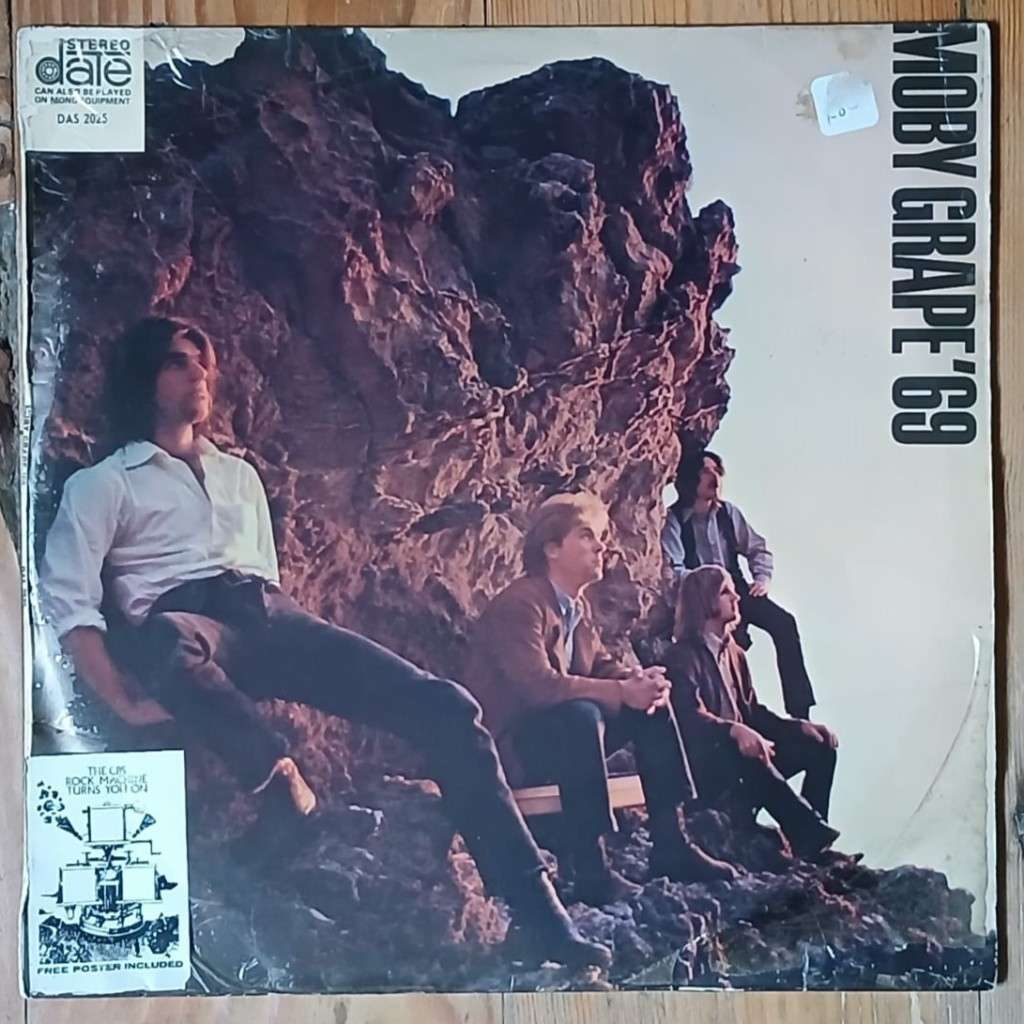 STEREO
date
CAN ALSO BE PLAYED
ON MONO EQUIPMENT
DAS 2025
MOBY GRAPE '69
THE CBS
ROCK MACHINE
TURNS YOU ON
FREE POSTER INCLUDED